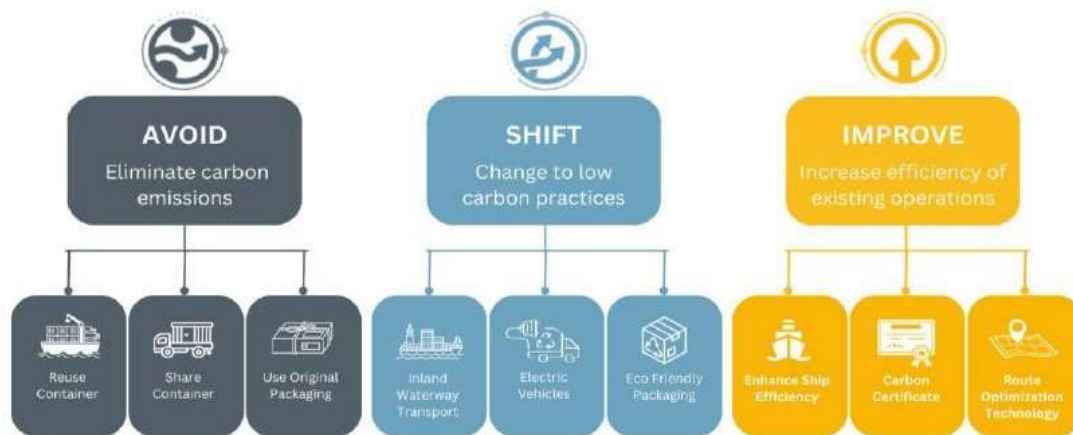 AVOID
Eliminate carbon
emissions
SHIFT
Change to low
carbon practices
IMPROVE
Increase efficiency of
existing operations
Reuse
Container
Share
Container
Use Original
Packaging
Inland
Waterway
Transport
Electric
Vehicles
Eco Friendly
Packaging
Enhance Ship
Efficiency
Carbon
Certificate
Route
Optimization
Technology